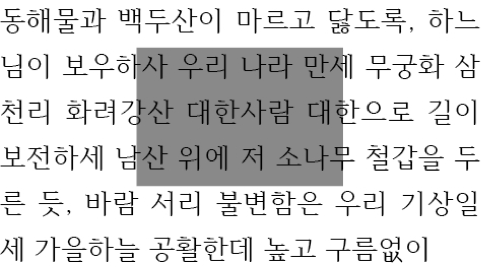 동해물과 백두산이 마르고 닳도록, 하느
님이 보우하사 우리 나라 만세 무궁화 삼
천리 화려강산 대한사람 대한으로 길이
보전하세 남산 위에 저 소나무 철갑을 두
른 듯, 바람 서리 불변함은 우리 기상일
세 가을하늘 공활한데 높고 구름없이